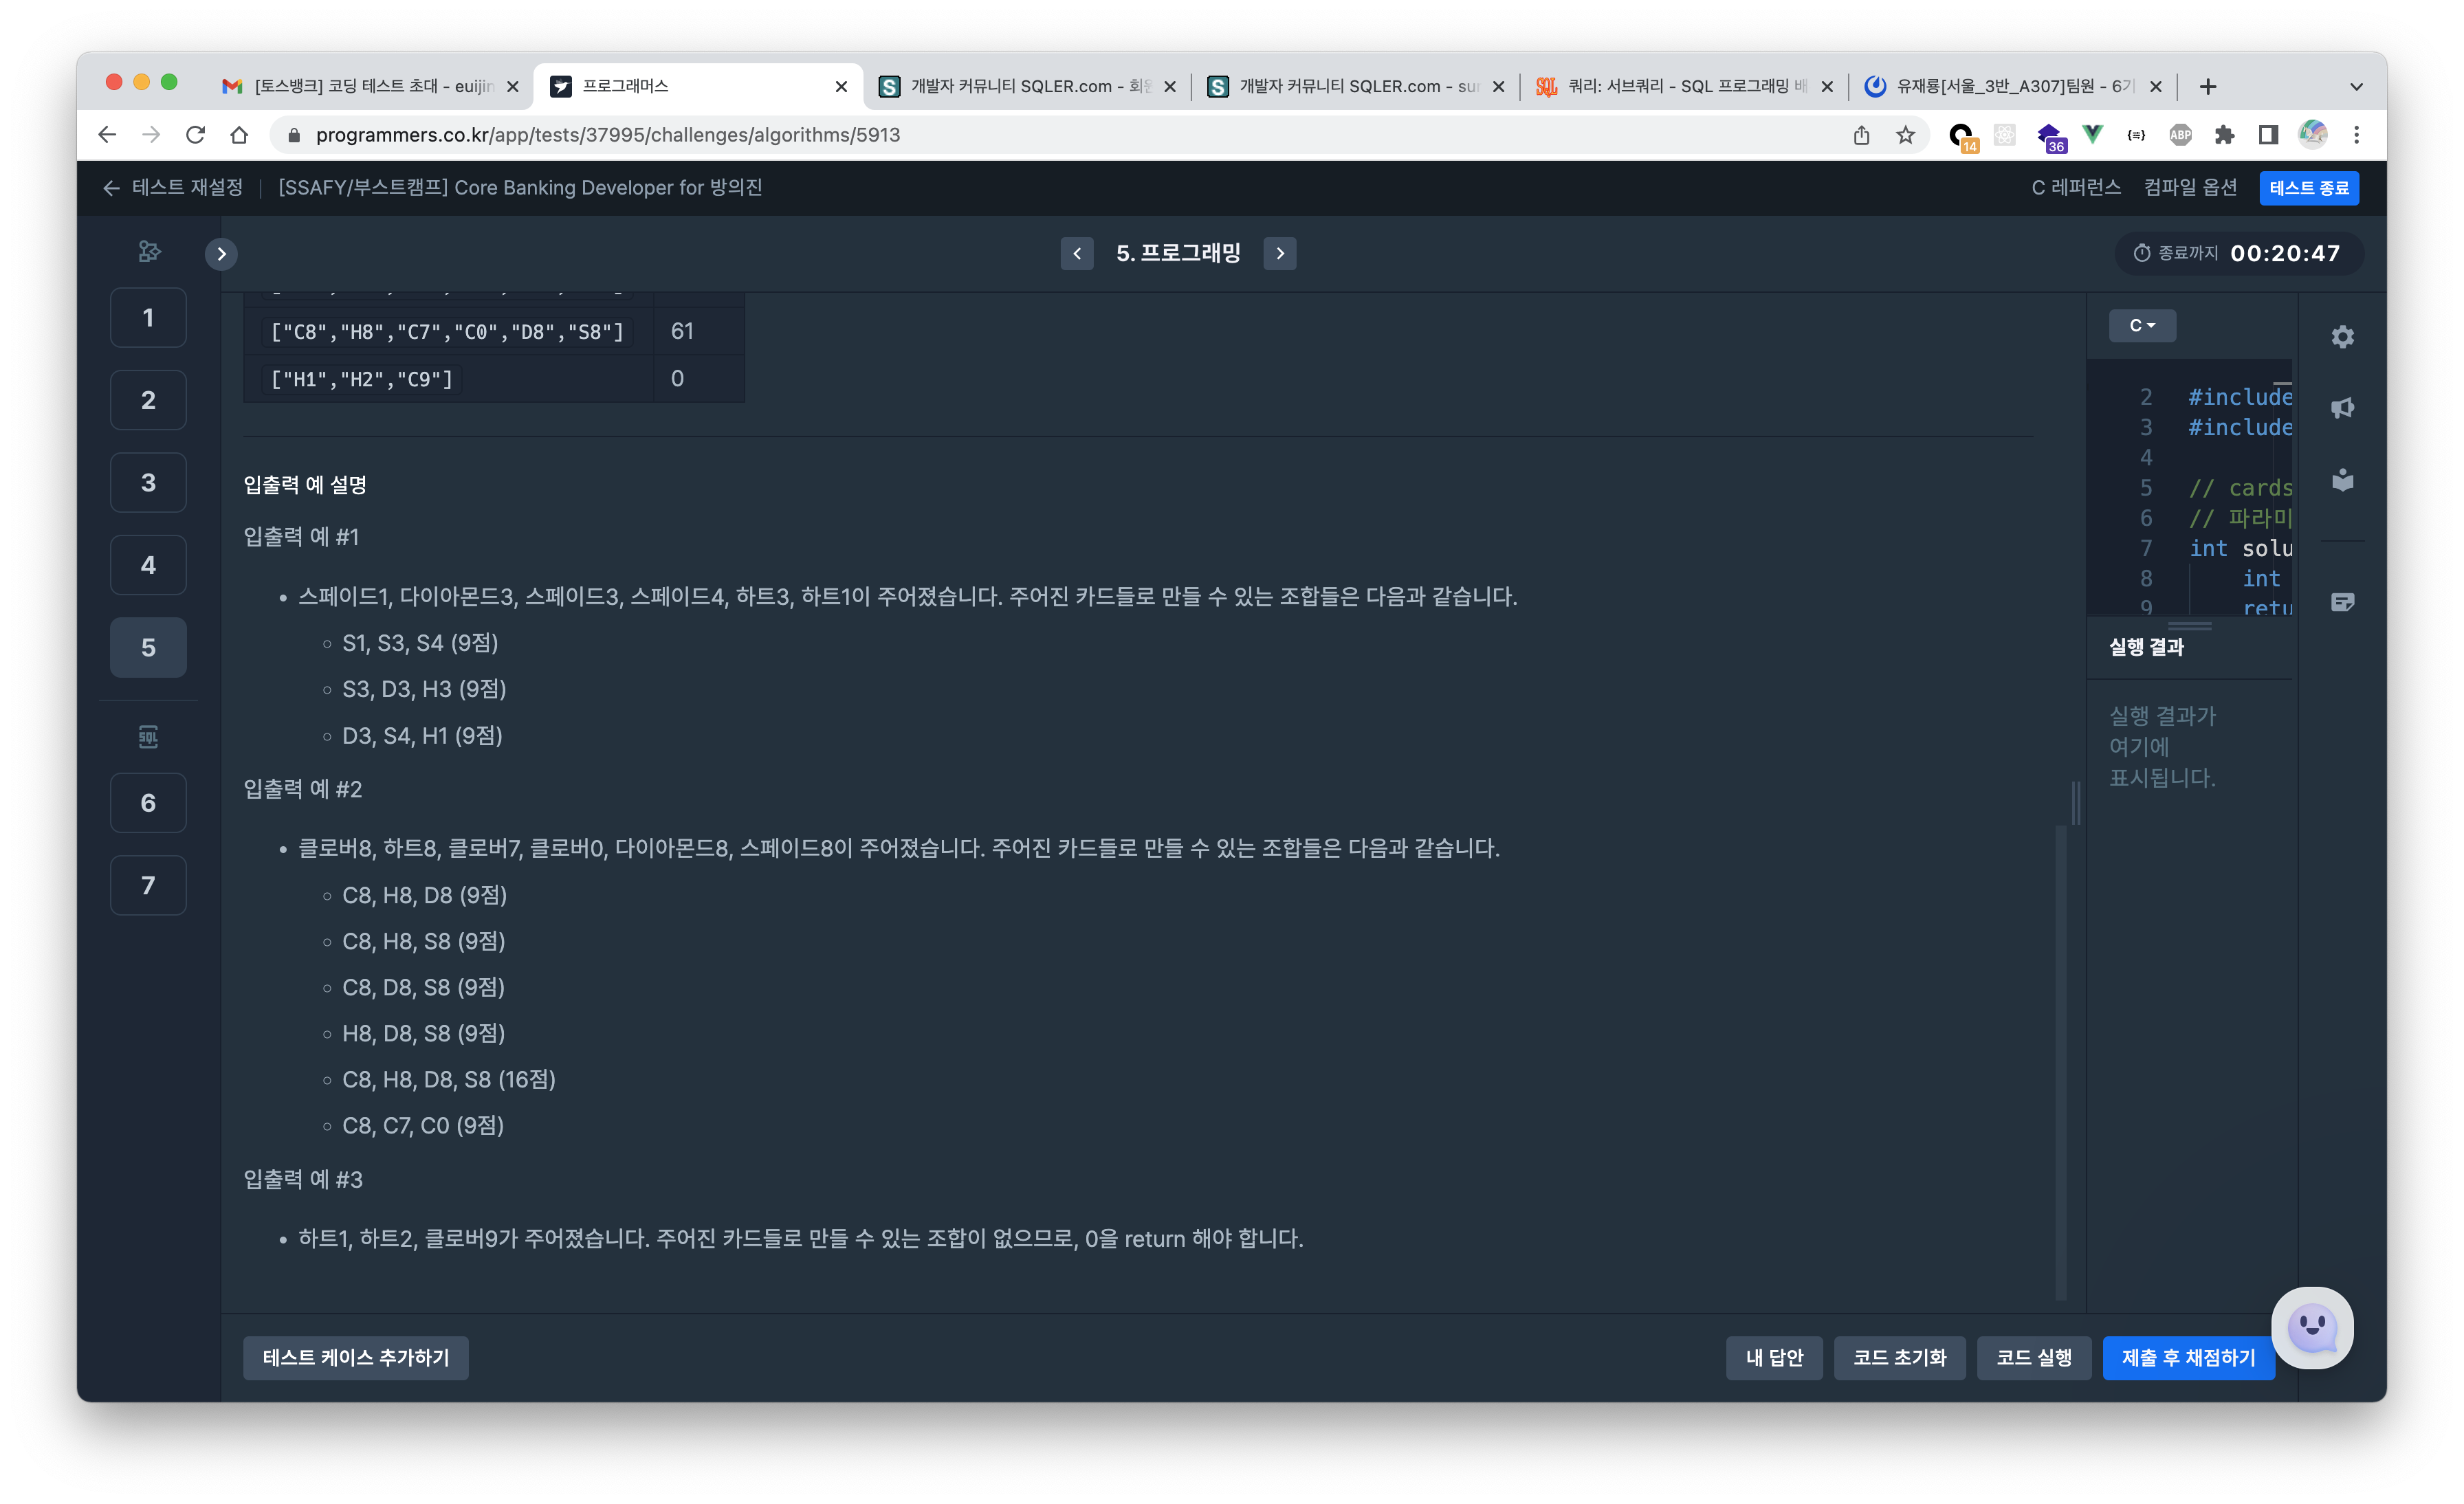 [토스뱅크] 코딩 테스트 초대 - euijin
프로그래머스
개발자 커뮤니티 SQLER.com - 회원
개발자 커뮤니티 SQLER.com - sur
쿼리: 서브쿼리 - SQL 프로그래밍 배
유재룡[서울_3반_A307]팀원 - 6기
programmers.co.kr/app/tests/37995/challenges/algorithms/5913
14
36
ABP
테스트 재설정
[SSAFY/부스트캠프] Core Banking Developer for 방의진
C 레퍼런스
컴파일 옵션
테스트 종료
5. 프로그래밍
종료까지 00:20:47
1
2
3
4
5
SQL
6
7
["C8","H8","C7","C0","D8","S8"] 61
["H1","H2","C9"] 0
입출력 예 설명
입출력 예 #1
• 스페이드1, 다이아몬드3, 스페이드3, 스페이드4, 하트3, 하트1이 주어졌습니다. 주어진 카드들로 만들 수 있는 조합들은 다음과 같습니다.
◦ S1, S3, S4 (9점)
◦ S3, D3, H3 (9점)
◦ D3, S4, H1 (9점)
입출력 예 #2
• 클로버8, 하트8, 클로버7, 클로버0, 다이아몬드8, 스페이드8이 주어졌습니다. 주어진 카드들로 만들 수 있는 조합들은 다음과 같습니다.
◦ C8, H8, D8 (9점)
◦ C8, H8, S8 (9점)
◦ C8, D8, S8 (9점)
◦ H8, D8, S8 (9점)
◦ C8, H8, D8, S8 (16점)
◦ C8, C7, C0 (9점)
입출력 예 #3
• 하트1, 하트2, 클로버9가 주어졌습니다. 주어진 카드들로 만들 수 있는 조합이 없으므로, 0을 return 해야 합니다.
C
2 #include
3 #include
4
5 // cards
6 // 파라미
7 int solu
8 int
9 retu
실행 결과
실행 결과가
여기에
표시됩니다.
테스트 케이스 추가하기
내 답안
코드 초기화
코드 실행
제출 후 채점하기